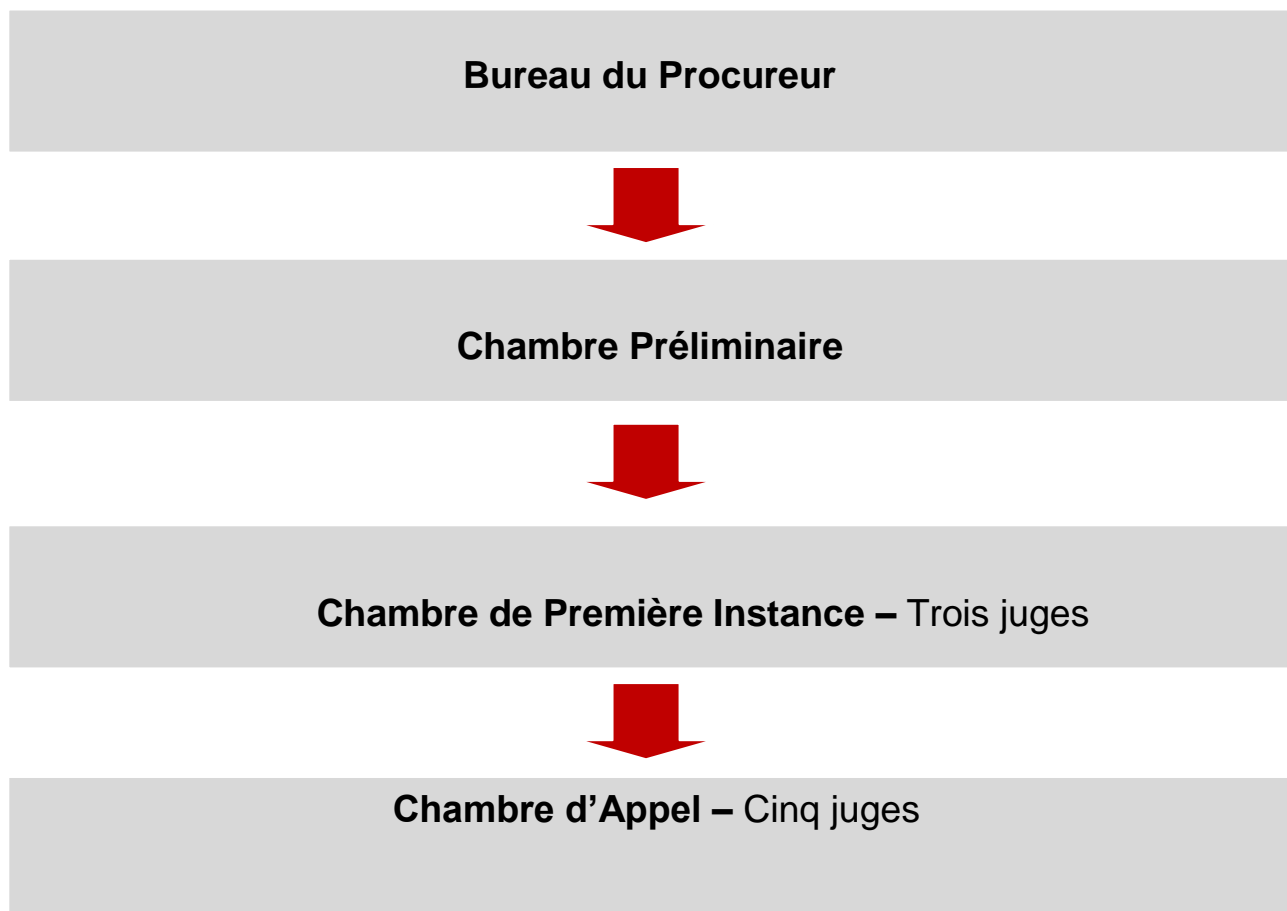 Bureau du Procureur
Chambre Préliminaire
Chambre de Première Instance – Trois juges
Chambre d’Appel – Cinq juges